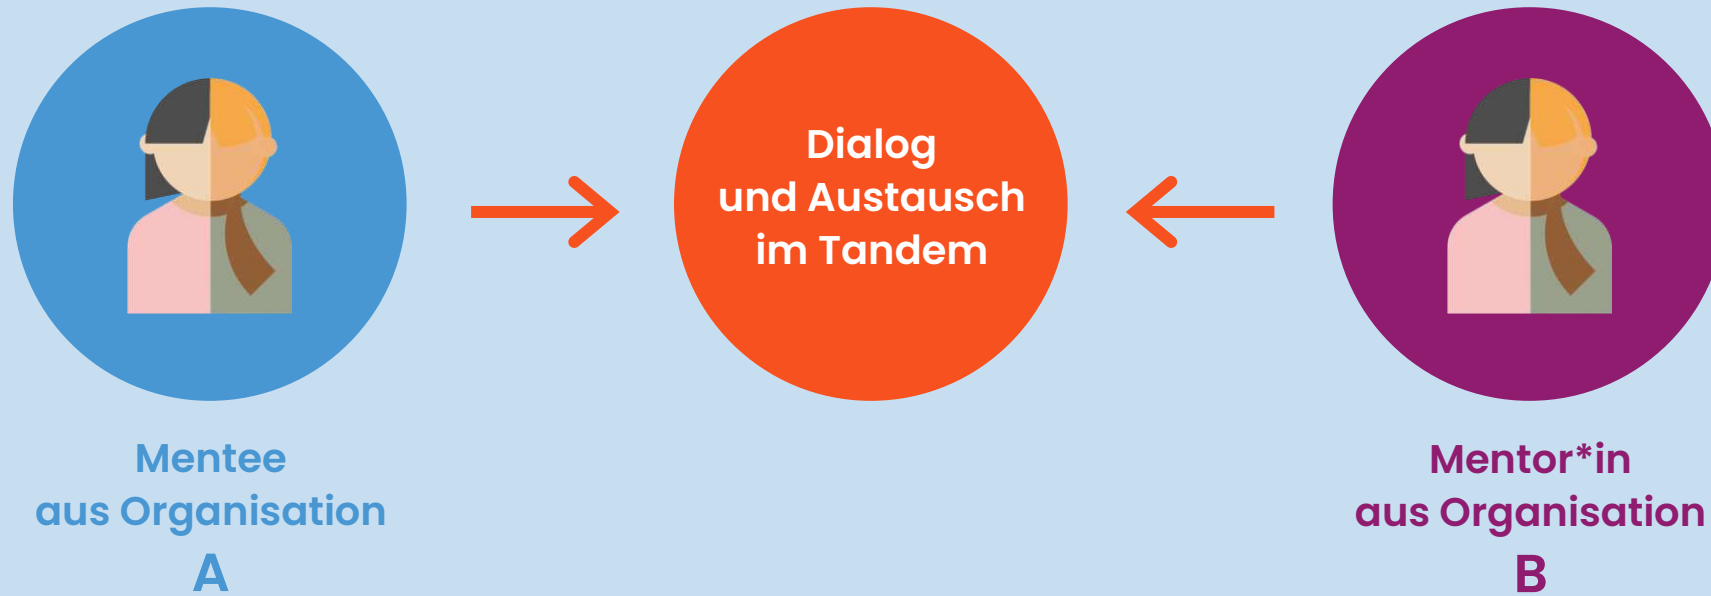 Dialog
und Austausch
im Tandem
Mentee
aus Organisation
A
Mentor*in
aus Organisation
B